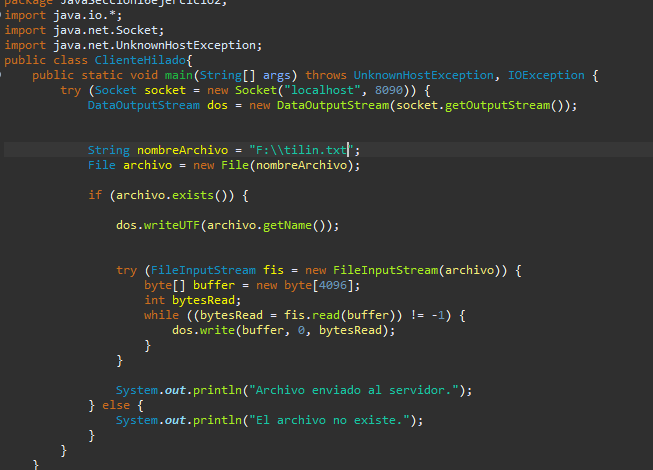 package JavaSeccion10ejercicio2;
import java.io.*;
import java.net.Socket;
import java.net.UnknownHostException;
public class ClienteHilado{
    public static void main(String[] args) throws UnknownHostException, IOException {
        try (Socket socket = new Socket("localhost", 8090)) {
            DataOutputStream dos = new DataOutputStream(socket.getOutputStream());
            String nombreArchivo = "F:\\tilin.txt";
            File archivo = new File(nombreArchivo);
            if (archivo.exists()) {
                dos.writeUTF(archivo.getName());
                try (FileInputStream fis = new FileInputStream(archivo)) {
                    byte[] buffer = new byte[4096];
                    int bytesRead;
                    while ((bytesRead = fis.read(buffer)) != -1) {
                        dos.write(buffer, 0, bytesRead);
                    }
                }
                System.out.println("Archivo enviado al servidor.");
            } else {
                System.out.println("El archivo no existe.");
            }
        }
    }